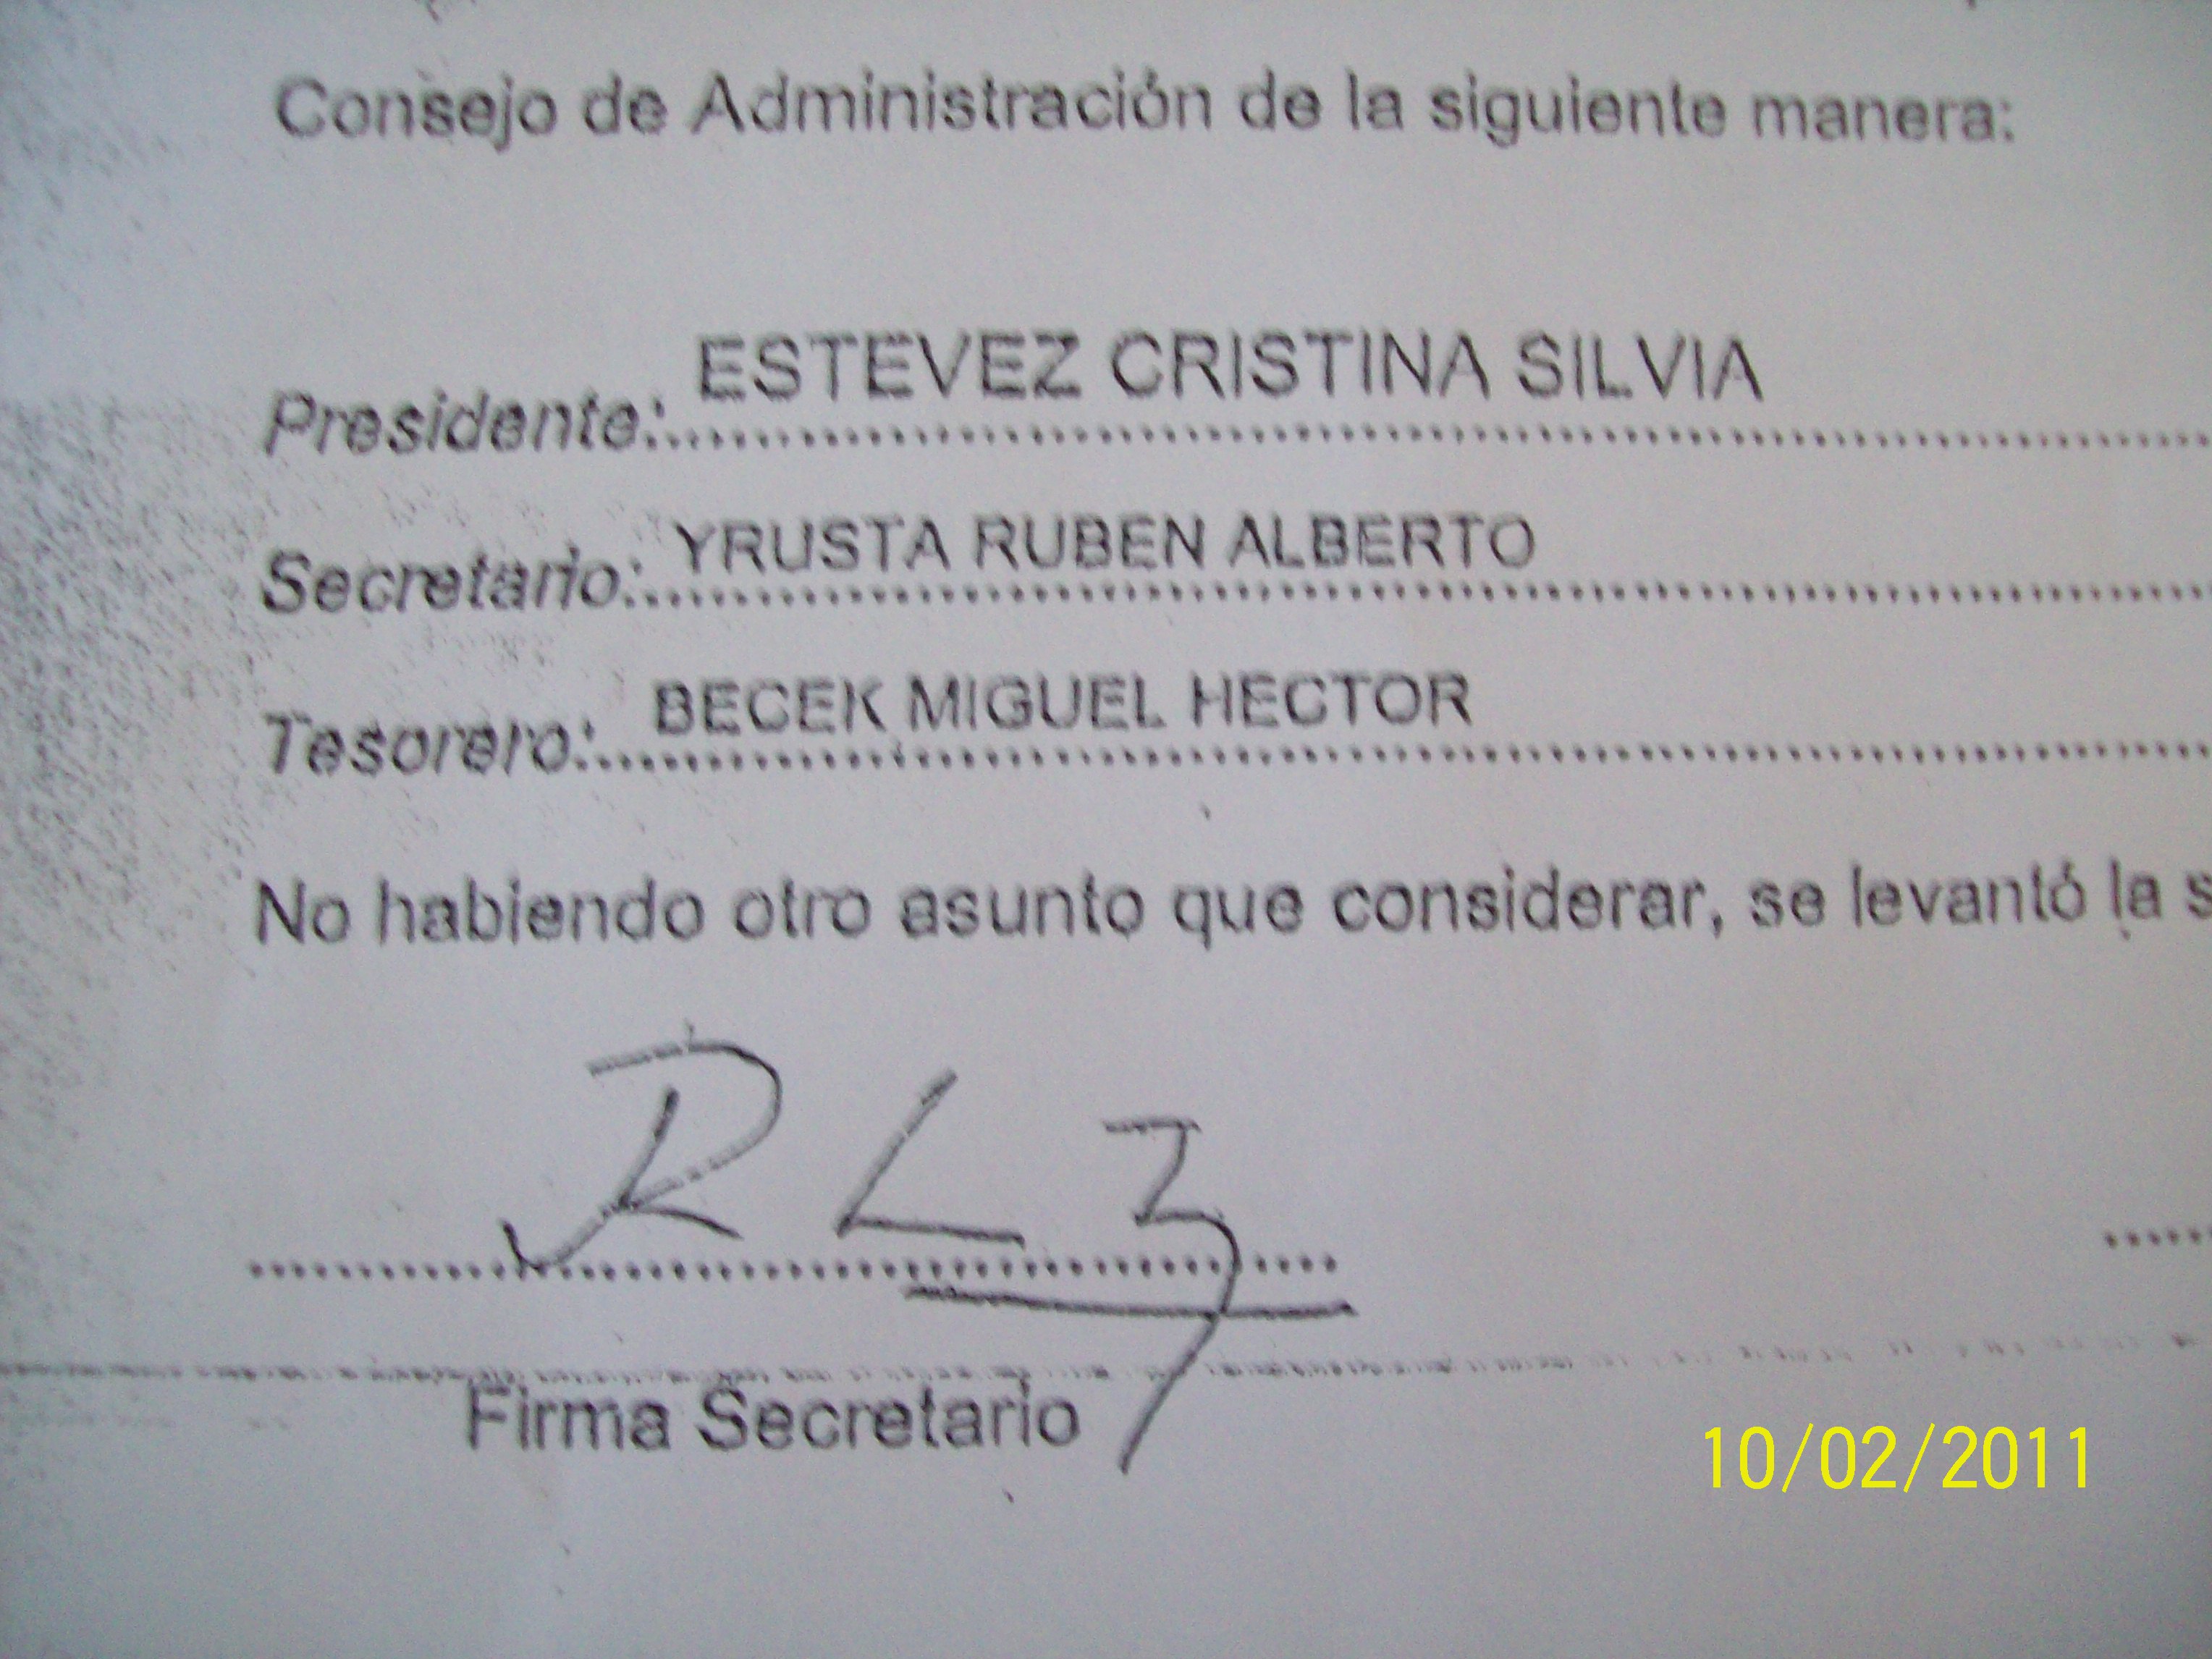 Consejo de Administración de la siguiente manera:
Presidente: ESTEVEZ CRISTINA SILVIA
Secretario: YRUSTA RUBEN ALBERTO
Tesorero: BECEK MIGUEL HECTOR
No habiendo otro asunto que considerar, se levantó la s
Firma Secretario
10/02/2011